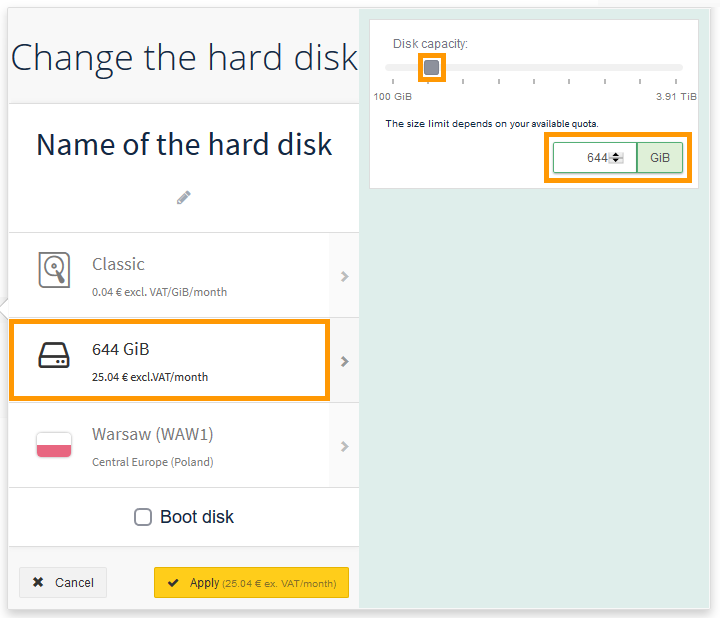 Change the hard disk
Name of the hard disk
Classic
0.04 € excl. VAT/GiB/month
644 GiB
25.04 € excl.VAT/month
Warsaw (WAW1)
Central Europe (Poland)
Boot disk
Cancel
Apply (25.04 € ex. VAT/month)
Disk capacity:
100 GiB 3.91 TiB
The size limit depends on your available quota.
644 GiB